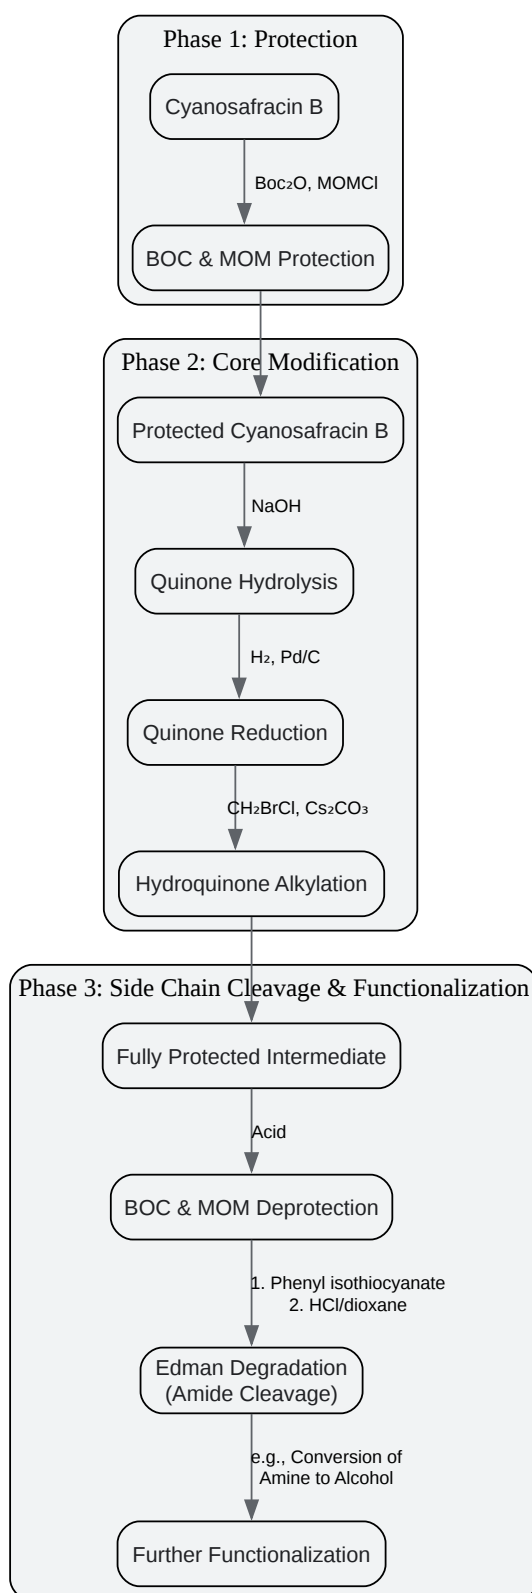 Phase 1: Protection
Cyanosafracin B
Boc₂O, MOMCl
BOC & MOM Protection
Phase 2: Core Modification
Protected Cyanosafracin B
NaOH
Quinone Hydrolysis
H₂, Pd/C
Quinone Reduction
CH₂BrCl, Cs₂CO₃
Hydroquinone Alkylation
Phase 3: Side Chain Cleavage & Functionalization
Fully Protected Intermediate
Acid
BOC & MOM Deprotection
1. Phenyl isothiocyanate
2. HCl/dioxane
Edman Degradation
(Amide Cleavage)
e.g., Conversion of
Amine to Alcohol
Further Functionalization